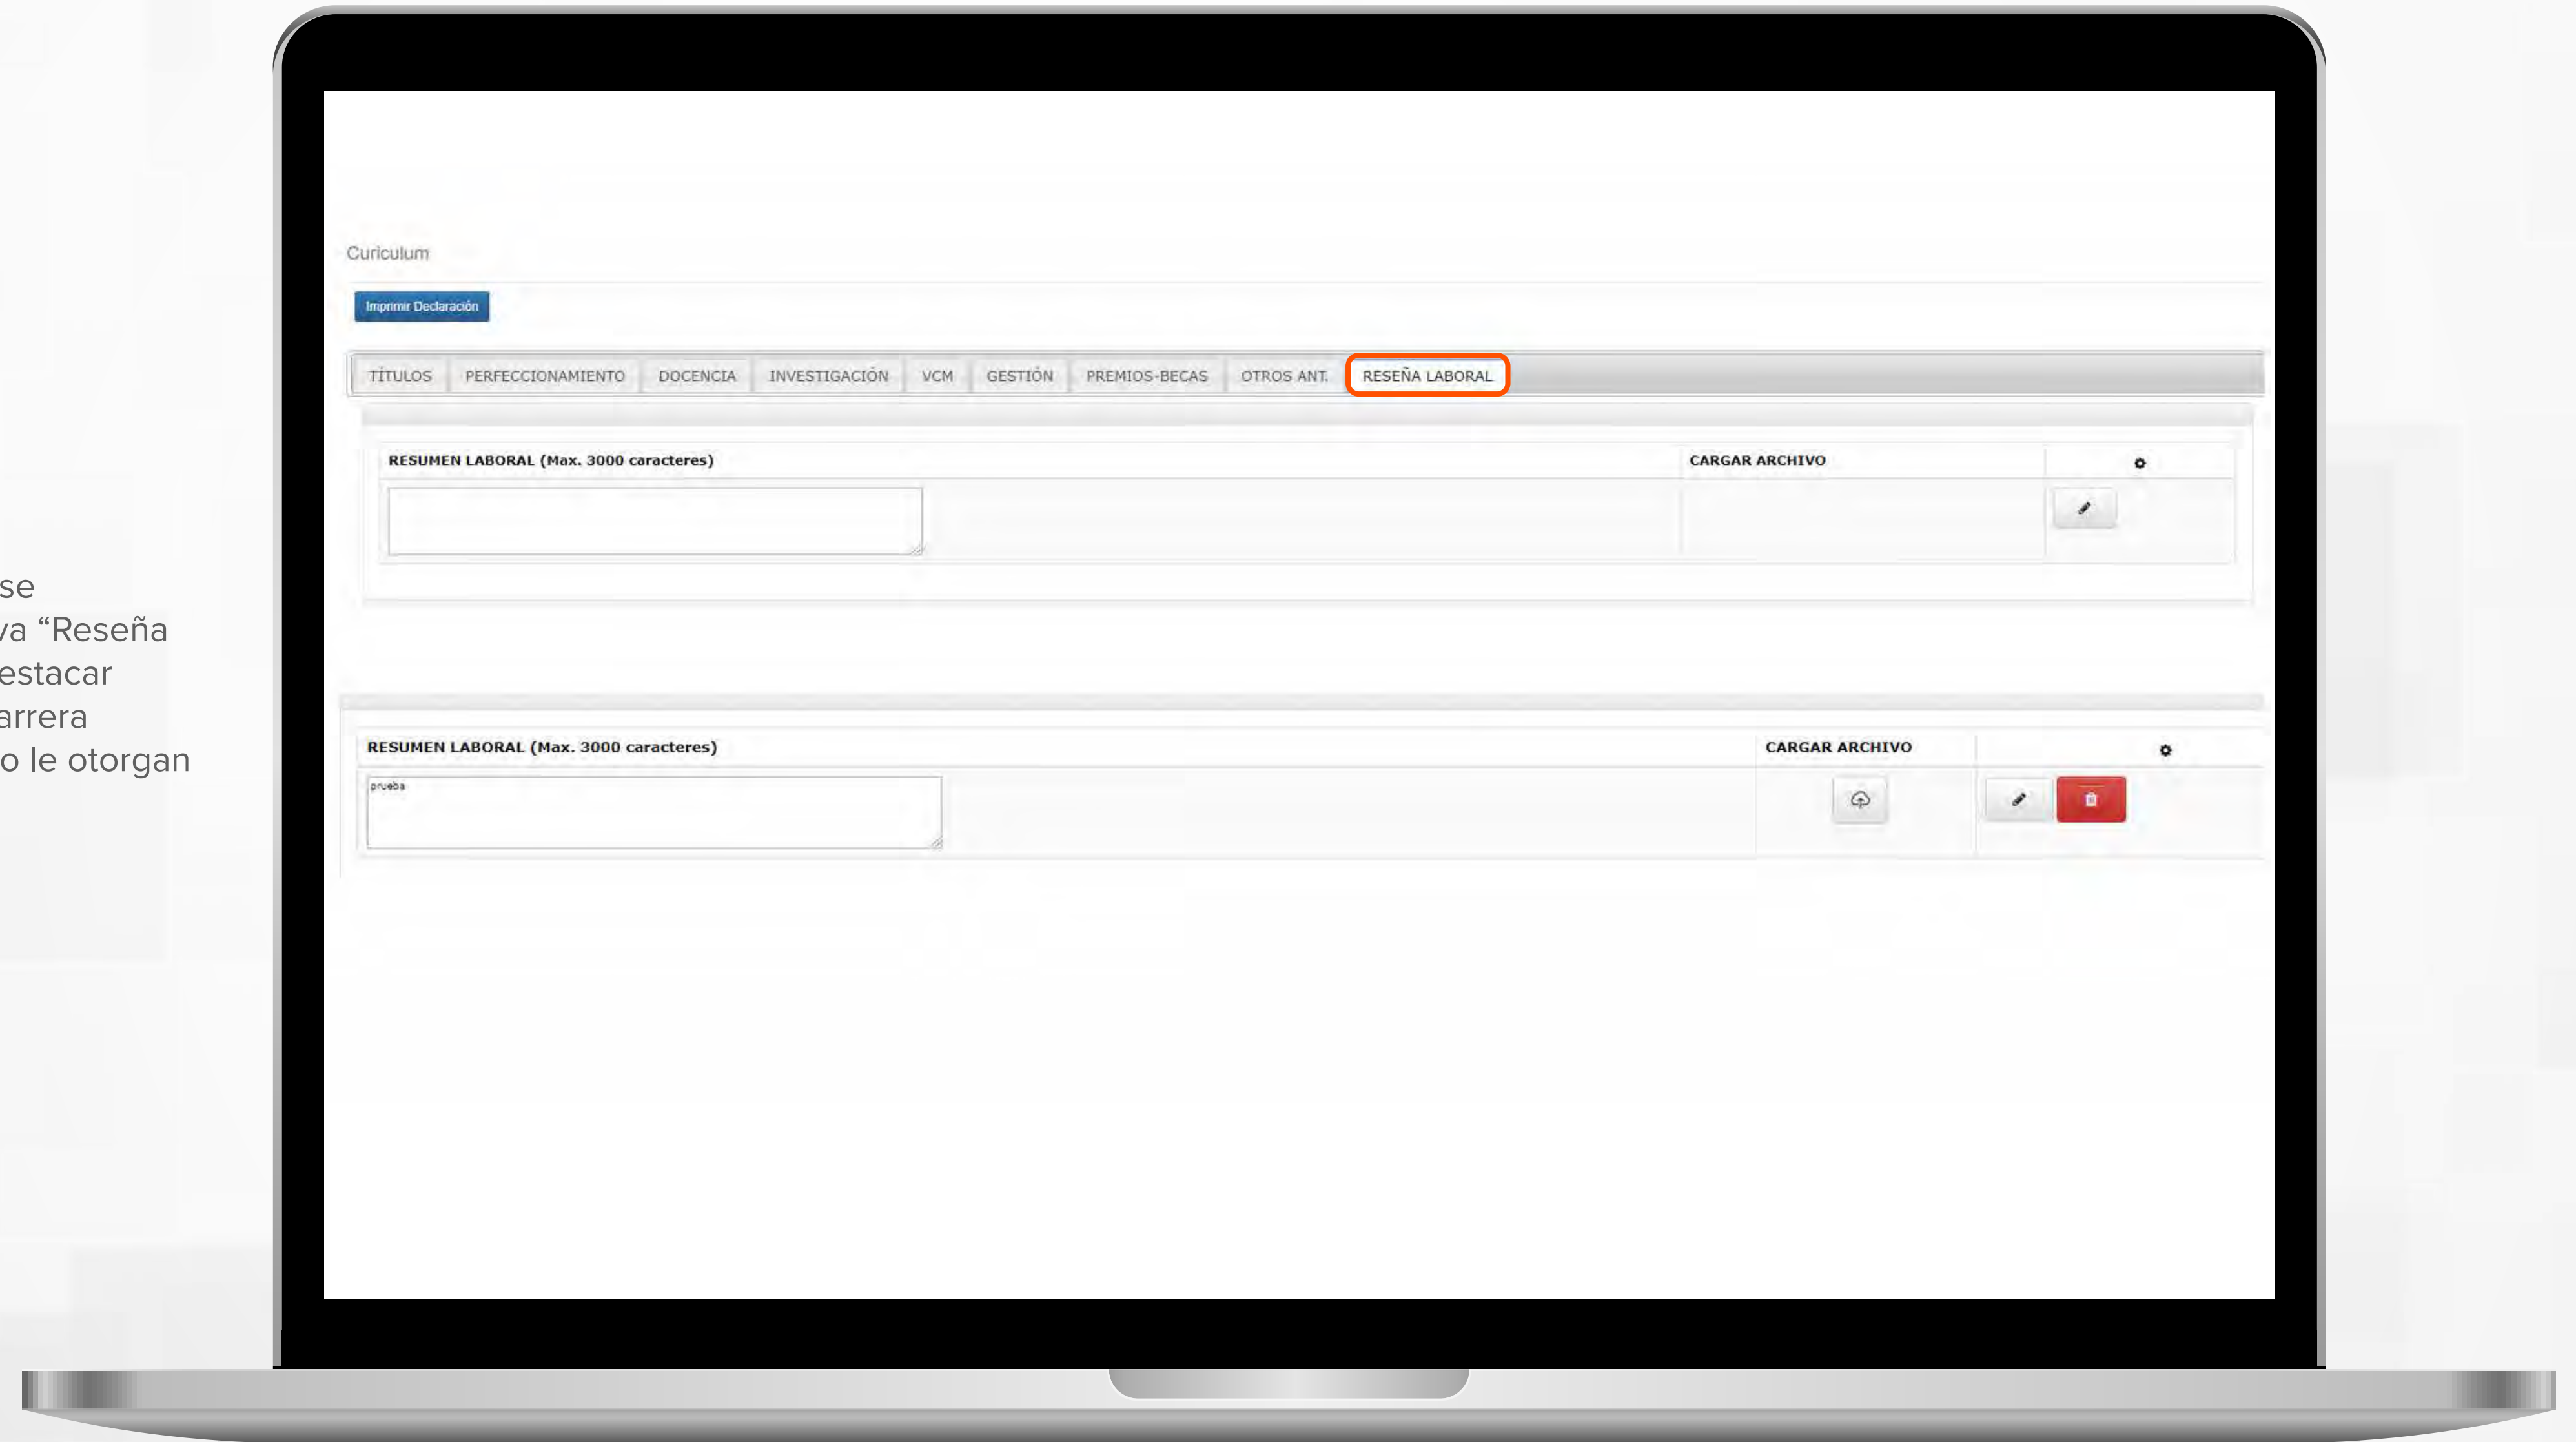 se
va “Reseña
estacar
arrera
o le otorgan
Curiculum
Imprimir Declaración
TÍTULOS PERFECCIONAMIENTO DOCENCIA INVESTIGACIÓN VCM GESTIÓN PREMIOS-BECAS OTROS ANT. RESEÑA LABORAL
RESUMEN LABORAL (Max. 3000 caracteres) CARGAR ARCHIVO
RESUMEN LABORAL (Max. 3000 caracteres) CARGAR ARCHIVO
prueba